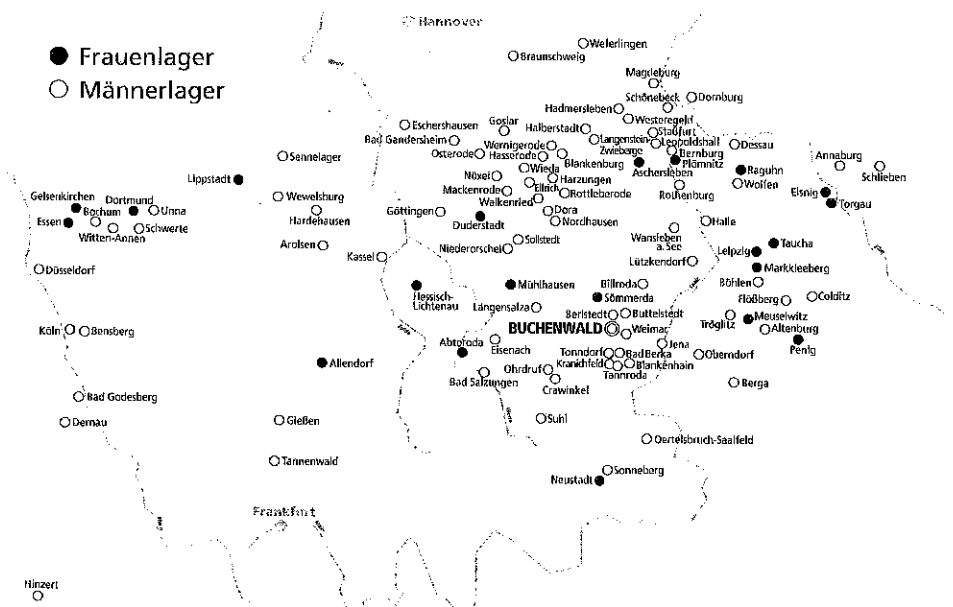 Hannover
Frauenlager
Männerlager
Weferlingen
Braunschweig
Magdeburg
Schönebeck
Dornburg
Hadmersleben
Westeregeln
Goslar
Eschershausen
Halberstadt
Staßfurt
Bad Gandersheim
Wernigerode
Langenstein-
Zwieberge
Leopoldshall
Dessau
Osterode
Hasserode
Blankenburg
Bernburg
Plömnitz
Annaburg
Schlieben
Sennelager
Wieda
Aschersleben
Raguhn
Lippstadt
Nüxei
Harzungen
Wolfen
Ellrich
Mackenrode
Rottleberode
Rothenburg
Elsnig
Torgau
Wewelsburg
Walkenried
Gelsenkirchen
Dortmund
Bochum
Unna
Hardehausen
Göttingen
Dora
Essen
Duderstadt
Nordhausen
Halle
Schwerte
Witten-Annen
Wansleben
a. See
Sollstedt
Taucha
Arolsen
Niederorschel
Leipzig
Kassel
Lützkendorf
Markkleeberg
Düsseldorf
Böhlen
Hessisch-
Lichtenau
Mühlhausen
Billroda
Sömmerda
Flößberg
Colditz
Langensalza
Berlstedt
Buttelstedt
Tröglitz
Meuselwitz
Köln
Bensberg
BUCHENWALD
Weimar
Altenburg
Abteroda
Eisenach
Jena
Penig
Tonndorf
Bad Berka
Oberndorf
Allendorf
Kranichfeld
Blankenhain
Ohrdruf
Tannroda
Bad Salzungen
Crawinkel
Berga
Bad Godesberg
Dernau
Gießen
Suhl
Oertelsbruch-Saalfeld
Tannenwald
Sonneberg
Neustadt
Frankfurt
Hinzert